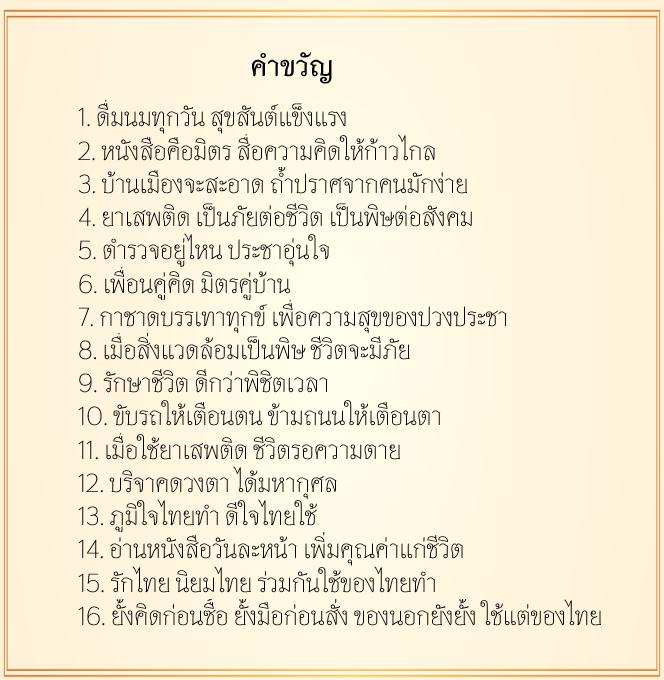 คำขวัญ
1. ดื่มนมทุกวัน สุขสันต์แข็งแรง
2. หนังสือคือมิตร สื่อความคิดให้ก้าวไกล
3. บ้านเมืองจะสะอาด ถ้ำปราศจากคนมักง่าย
4. ยาเสพติด เป็นภัยต่อชีวิต เป็นพิษต่อสังคม
5. ตำรวจอยู่ไหน ประชาอุ่นใจ
6. เพื่อนคู่คิด มิตรคู่บ้าน
7. กาชาดบรรเทาทุกข์ เพื่อความสุขของปวงประชา
8. เมื่อสิ่งแวดล้อมเป็นพิษ ชีวิตจะมีภัย
9. รักษาชีวิต ดีกว่าพิชิตเวลา
10. ขับรถให้เตือนตน ข้ามถนนให้เตือนตา
11. เมื่อใช้ยาเสพติด ชีวิตรอความตาย
12. บริจาคดวงตา ได้มหากุศล
13. ภูมิใจไทยทำ ดีใจไทยใช้
14. อ่านหนังสือวันละหน้า เพิ่มคุณค่าแก่ชีวิต
15. รักไทย นิยมไทย ร่วมกันใช้ของไทยทำ
16. ยั้งคิดก่อนซื้อ ยั้งมือก่อนสั่ง ของนอกยังยั้ง ใช้แต่ของไทย